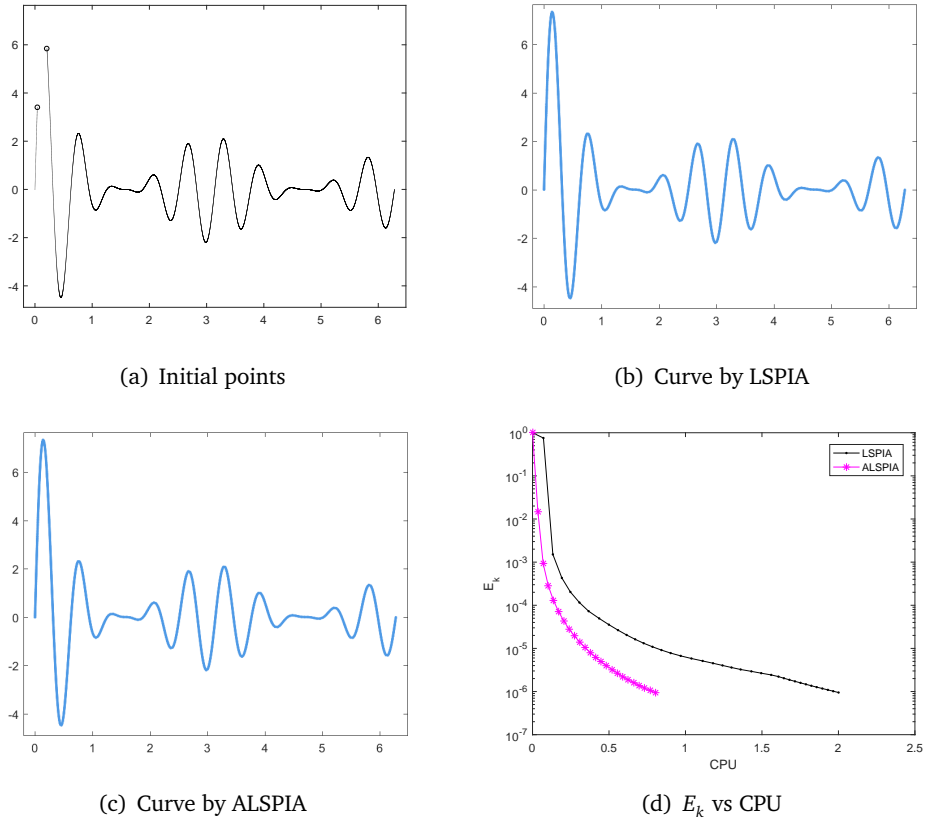 6
4
2
0
-2
-4
0 1 2 3 4 5 6
(a) Initial points
6
4
2
0
-2
-4
0 1 2 3 4 5 6
(b) Curve by LSPIA
6
4
2
0
-2
-4
0 1 2 3 4 5 6
(c) Curve by ALSPIA
10^0
10^-1
10^-2
10^-3
10^-4
10^-5
10^-6
10^-7
E_k
0 0.5 1 1.5 2 2.5
CPU
LSPIA
ALSPIA
(d) E_k vs CPU